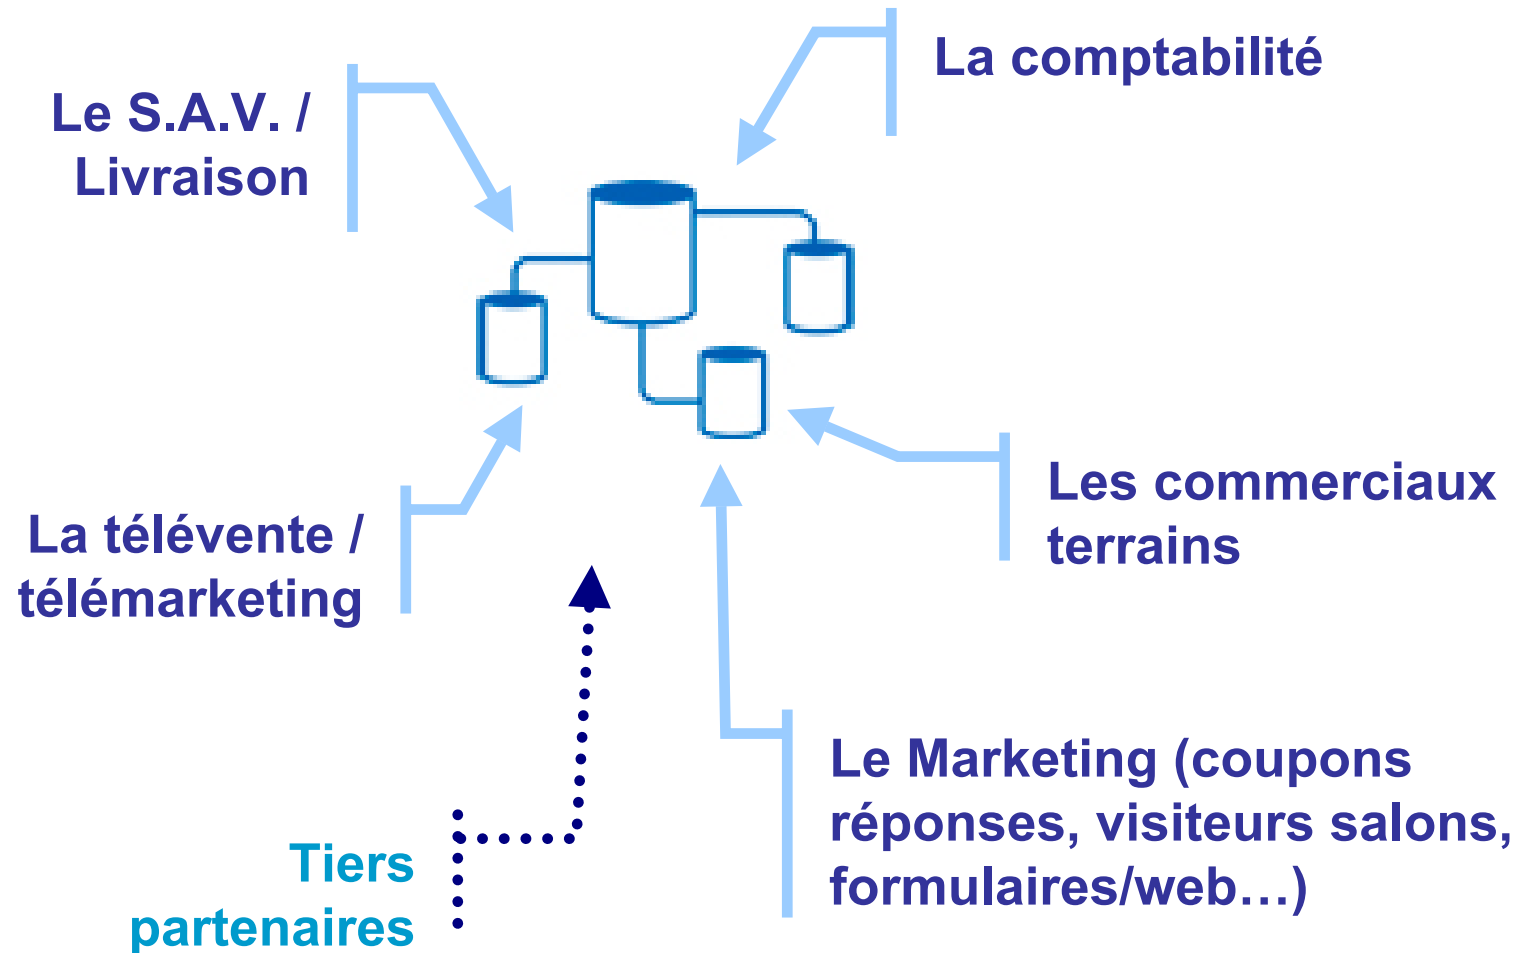 La comptabilité
Le S.A.V. /
Livraison
Les commerciaux
terrains
La télévente /
télémarketing
Le Marketing (coupons
réponses, visiteurs salons,
formulaires/web…)
Tiers
partenaires